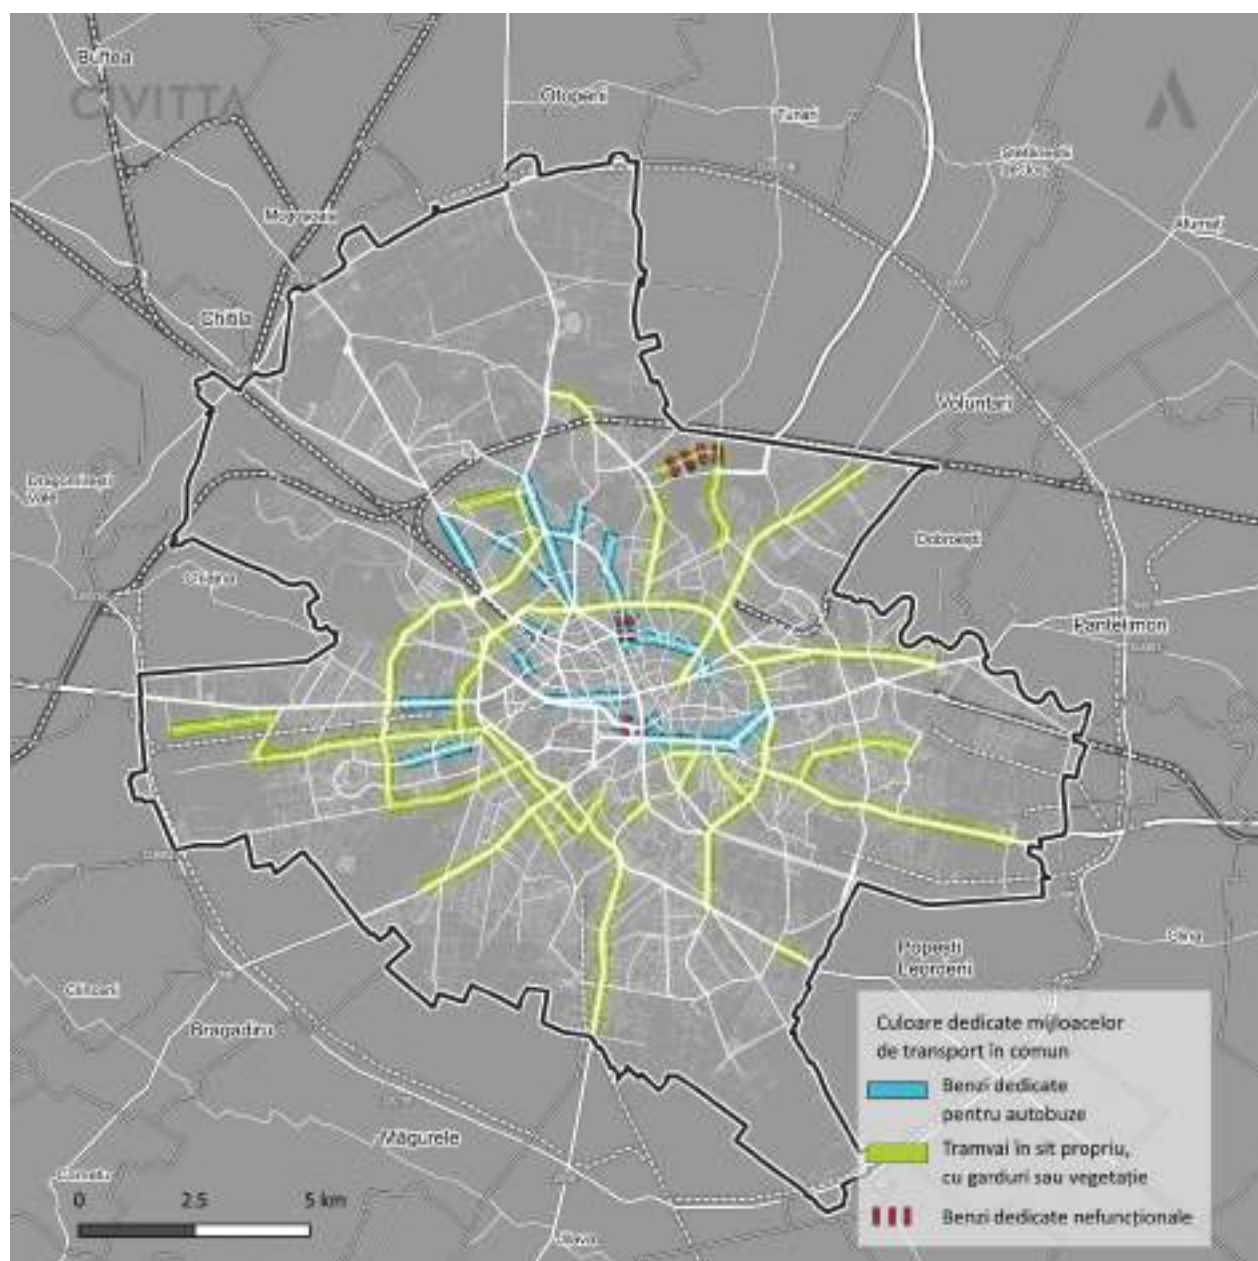 Buftea
CIVITTA
Otopeni
Tunari
Mogosoaia
Afumați
Chitila
Voluntari
Dobroești
Chiajna
Pantelimon
Popești
Leordeni
Bragadiru
Măgurele
0 2.5 5 km
Culoare dedicate mijloacelor
de transport în comun
Benzi dedicate
pentru autobuze
Tramvai în sit propriu,
cu garduri sau vegetație
Benzi dedicate nefuncționale